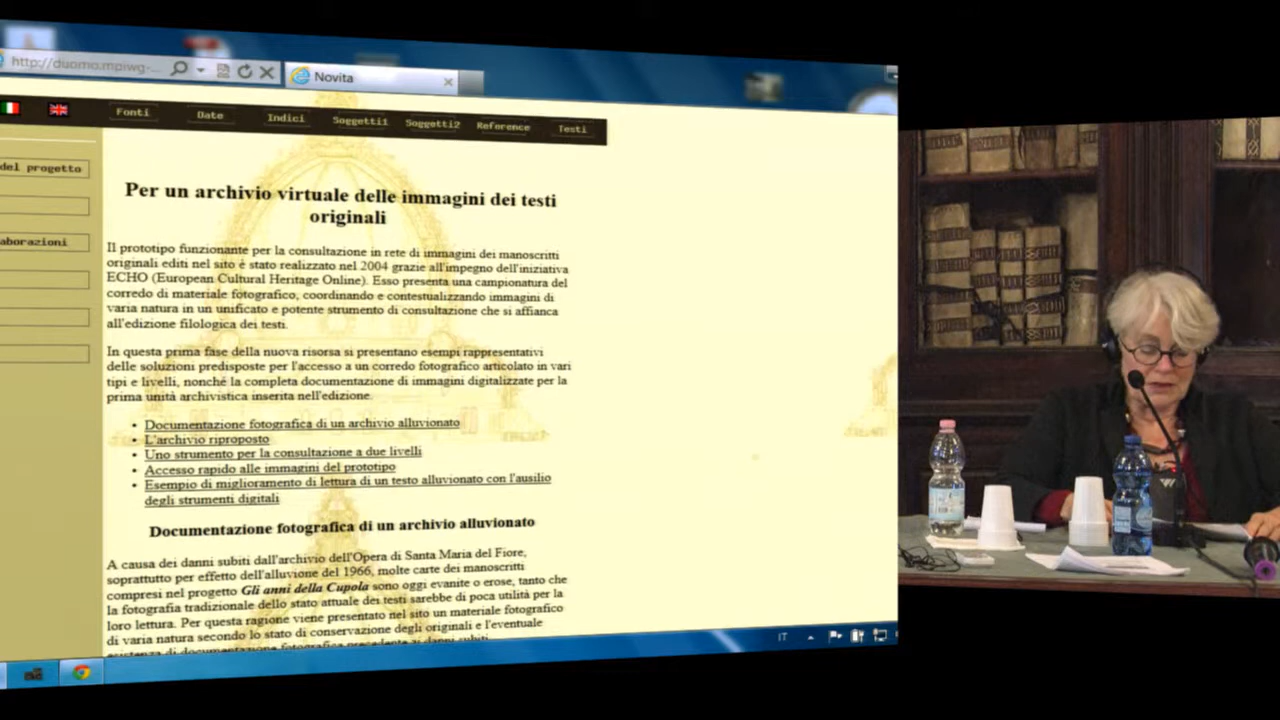 http://duomo.mpiwg-...
Novita
Fonti
Date
Indici
Soggetti1
Soggetti2
Reference
Testi
del progetto
aborazioni
Per un archivio virtuale delle immagini dei testi
originali
Il prototipo funzionante per la consultazione in rete di immagini dei manoscritti
originali editi nel sito è stato realizzato nel 2004 grazie all'impegno dell'iniziativa
ECHO (European Cultural Heritage Online). Esso presenta una campionatura del
corredo di materiale fotografico, coordinando e contestualizzando immagini di
varia natura in un unificato e potente strumento di consultazione che si affianca
all'edizione filologica dei testi.
In questa prima fase della nuova risorsa si presentano esempi rappresentativi
delle soluzioni predisposte per l'accesso a un corredo fotografico articolato in vari
tipi e livelli, nonché la completa documentazione di immagini digitalizzate per la
prima unità archivistica inserita nell'edizione.
• Documentazione fotografica di un archivio alluvionato
• L'archivio riproposto
• Uno strumento per la consultazione a due livelli
• Accesso rapido alle immagini del prototipo
• Esempio di miglioramento di lettura di un testo alluvionato con l'ausilio
degli strumenti digitali
Documentazione fotografica di un archivio alluvionato
A causa dei danni subiti dall'archivio dell'Opera di Santa Maria del Fiore,
soprattutto per effetto dell'alluvione del 1966, molte carte dei manoscritti
compresi nel progetto Gli anni della Cupola sono oggi evanite o erose, tanto che
la fotografia tradizionale dello stato attuale dei testi sarebbe di poca utilità per la
loro lettura. Per questa ragione viene presentato nel sito un materiale fotografico
di varia natura secondo lo stato di conservazione degli originali e l'eventuale
esistenza di documentazione fotografica precedente ai danni subiti.
IT